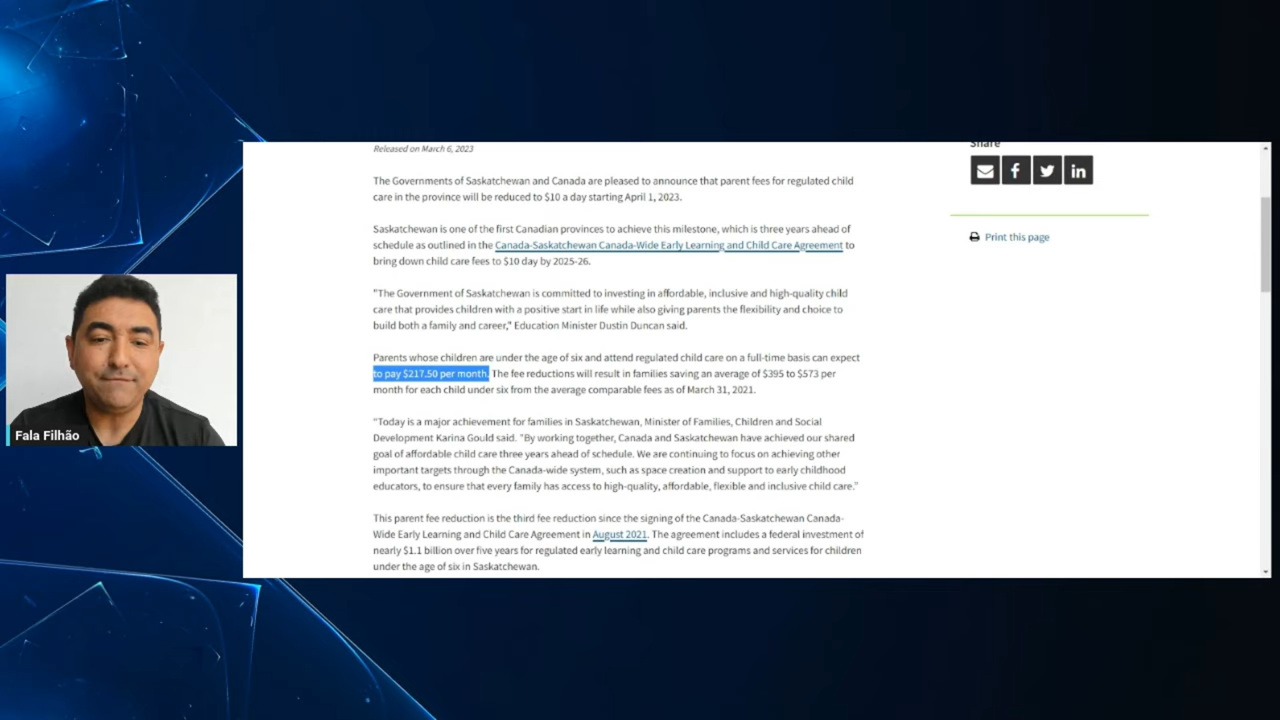 Released on March 6, 2023
Share
The Governments of Saskatchewan and Canada are pleased to announce that parent fees for regulated child
care in the province will be reduced to $10 a day starting April 1, 2023.
Print this page
Saskatchewan is one of the first Canadian provinces to achieve this milestone, which is three years ahead of
schedule as outlined in the Canada-Saskatchewan Canada-Wide Early Learning and Child Care Agreement to
bring down child care fees to $10 day by 2025-26.
"The Government of Saskatchewan is committed to investing in affordable, inclusive and high-quality child
care that provides children with a positive start in life while also giving parents the flexibility and choice to
build both a family and career," Education Minister Dustin Duncan said.
Parents whose children are under the age of six and attend regulated child care on a full-time basis can expect
to pay $217.50 per month. The fee reductions will result in families saving an average of $395 to $573 per
month for each child under six from the average comparable fees as of March 31, 2021.
"Today is a major achievement for families in Saskatchewan, Minister of Families, Children and Social
Development Karina Gould said. "By working together, Canada and Saskatchewan have achieved our shared
goal of affordable child care three years ahead of schedule. We are continuing to focus on achieving other
important targets through the Canada-wide system, such as space creation and support to early childhood
educators, to ensure that every family has access to high-quality, affordable, flexible and inclusive child care."
This parent fee reduction is the third fee reduction since the signing of the Canada-Saskatchewan Canada-
Wide Early Learning and Child Care Agreement in August 2021. The agreement includes a federal investment of
nearly $1.1 billion over five years for regulated early learning and child care programs and services for children
under the age of six in Saskatchewan.
Fala Filhão